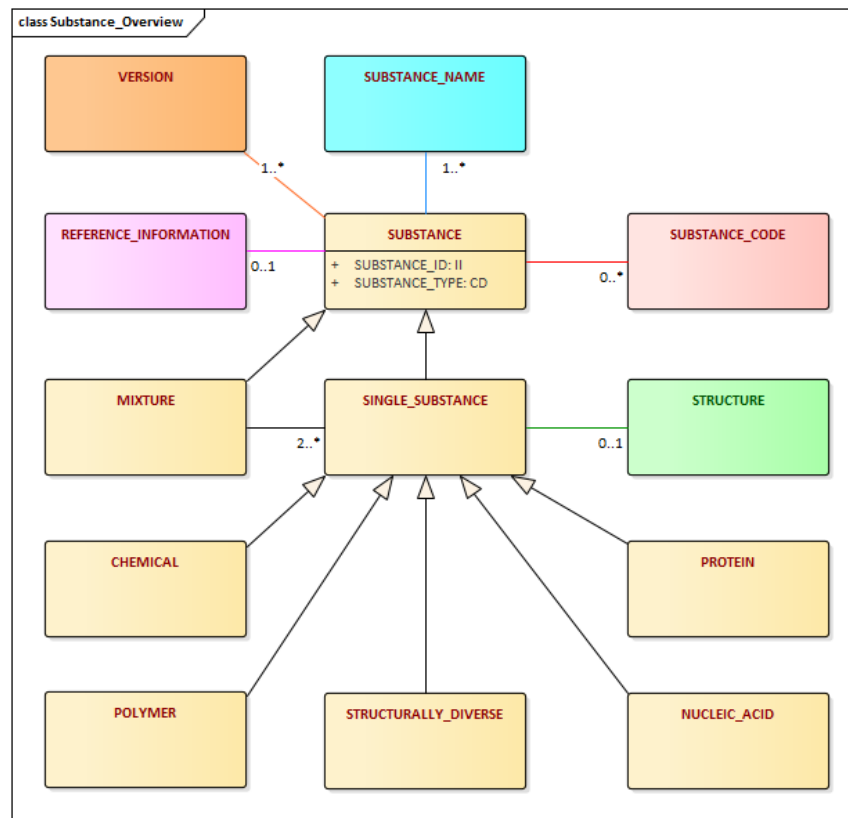 class Substance_Overview
VERSION
SUBSTANCE_NAME
1..*
1..*
REFERENCE_INFORMATION
SUBSTANCE
SUBSTANCE_CODE
+ SUBSTANCE_ID: II
+ SUBSTANCE_TYPE: CD
0..1
0..*
MIXTURE
SINGLE_SUBSTANCE
STRUCTURE
2..*
0..1
CHEMICAL
PROTEIN
POLYMER
STRUCTURALLY_DIVERSE
NUCLEIC_ACID